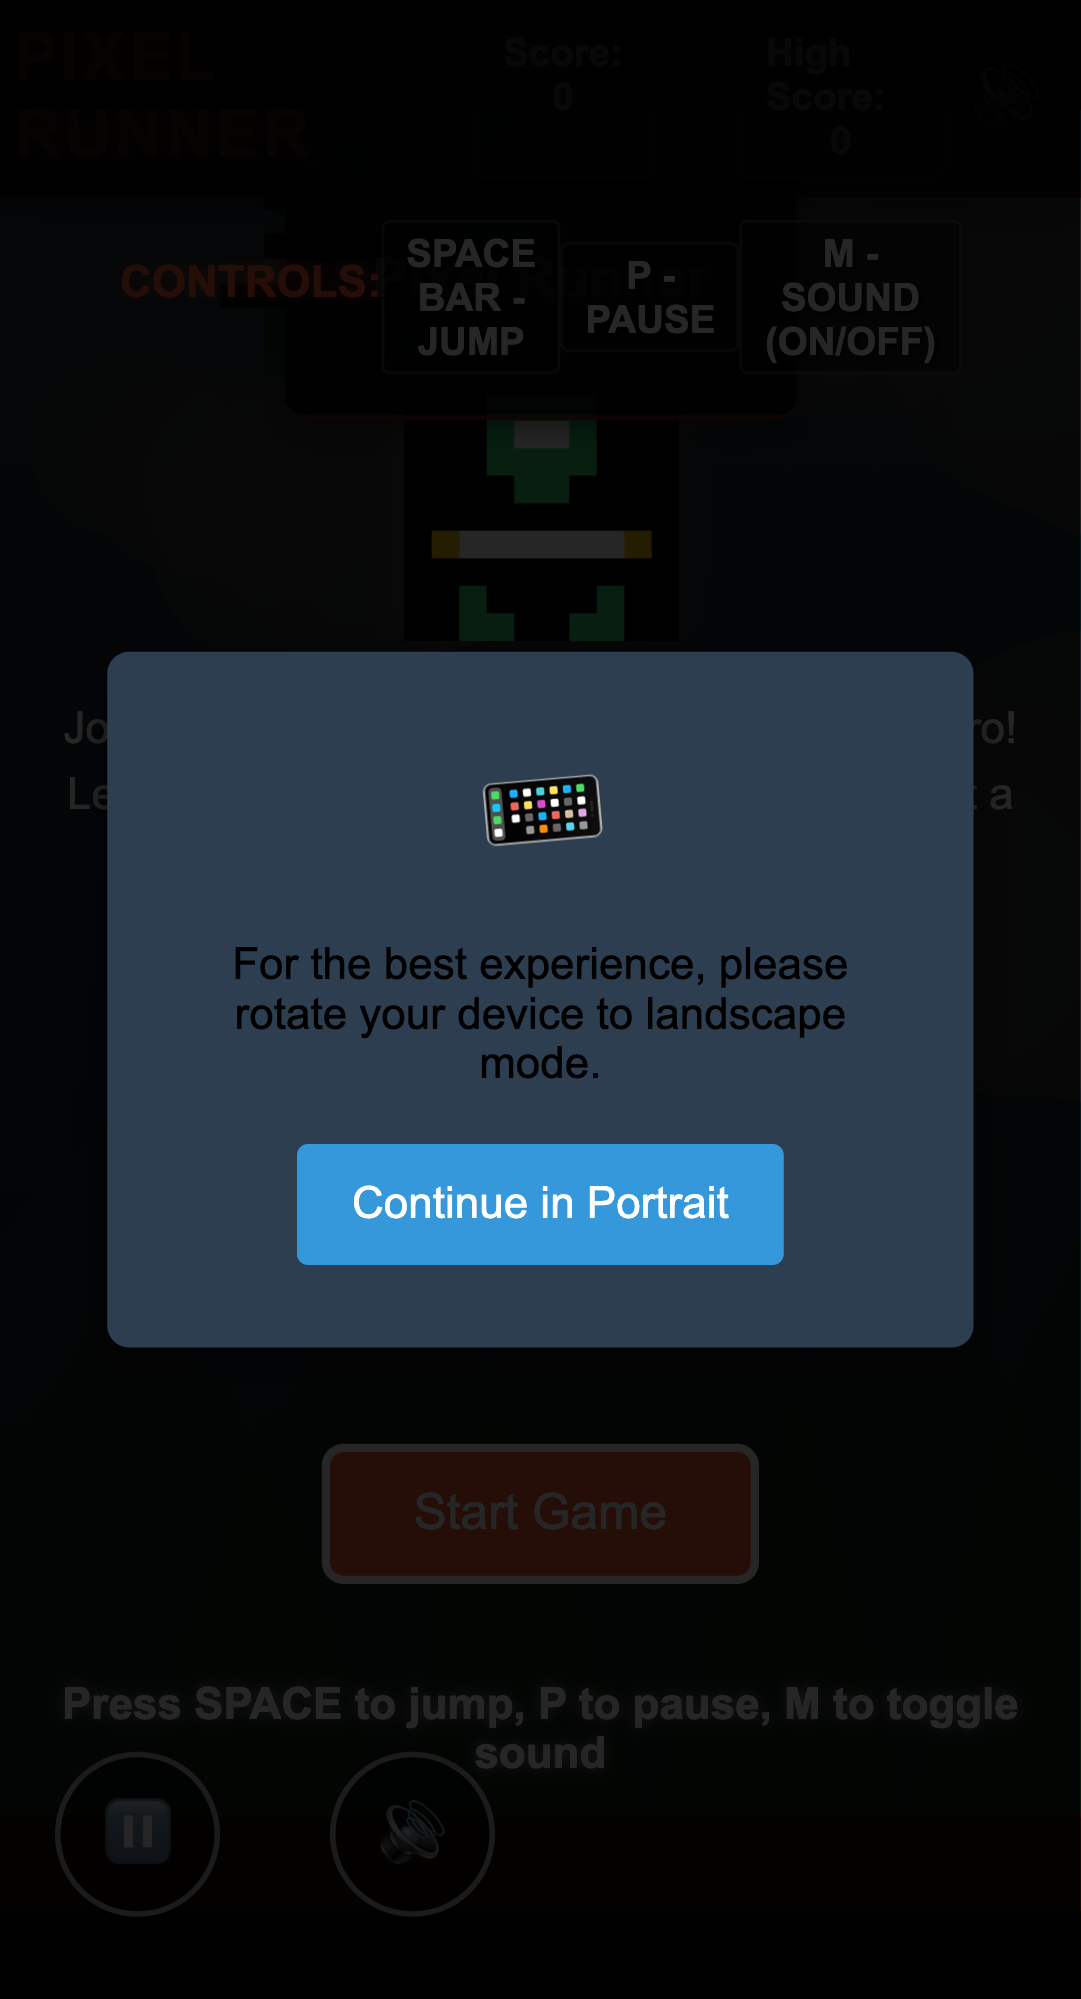 PIXEL
RUNNER
Score:
0
High
Score:
0
CONTROLS:
SPACE
BAR -
JUMP
P -
PAUSE
M -
SOUND
(ON/OFF)
Pixel Runner
Jo
ro!
Le
t a
For the best experience, please
rotate your device to landscape
mode.
Continue in Portrait
Start Game
Press SPACE to jump, P to pause, M to toggle
sound